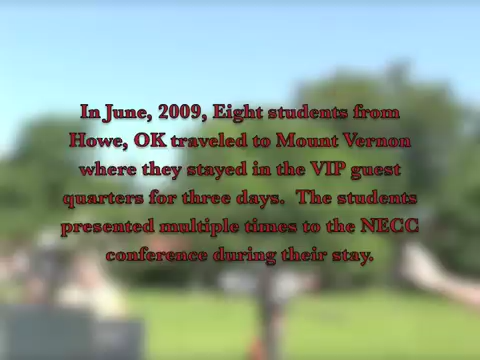 In June, 2009, Eight students from
Howe, OK traveled to Mount Vernon
where they stayed in the VIP guest
quarters for three days.  The students
presented multiple times to the NECC
conference during their stay.